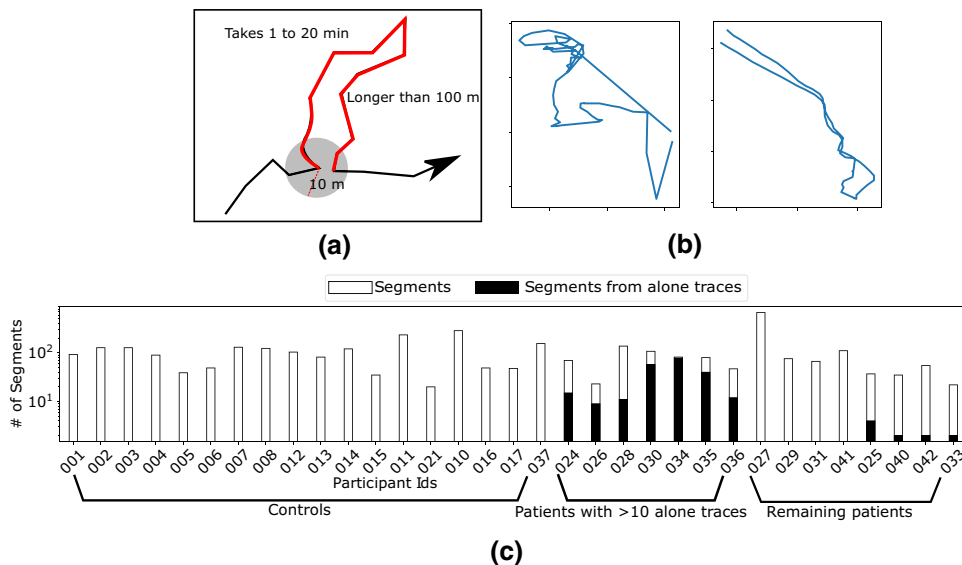 Takes 1 to 20 min
Longer than 100 m
10 m
(a)
(b)
Segments
Segments from alone traces
# of Segments
10²
10¹
001 002 003 004 005 006 007 008 012 013 014 015 011 021 010 16 017 037 024 026 028 030 034 035 036 027 029 031 041 025 040 042 033
Participant Ids
Controls
Patients with >10 alone traces
Remaining patients
(c)